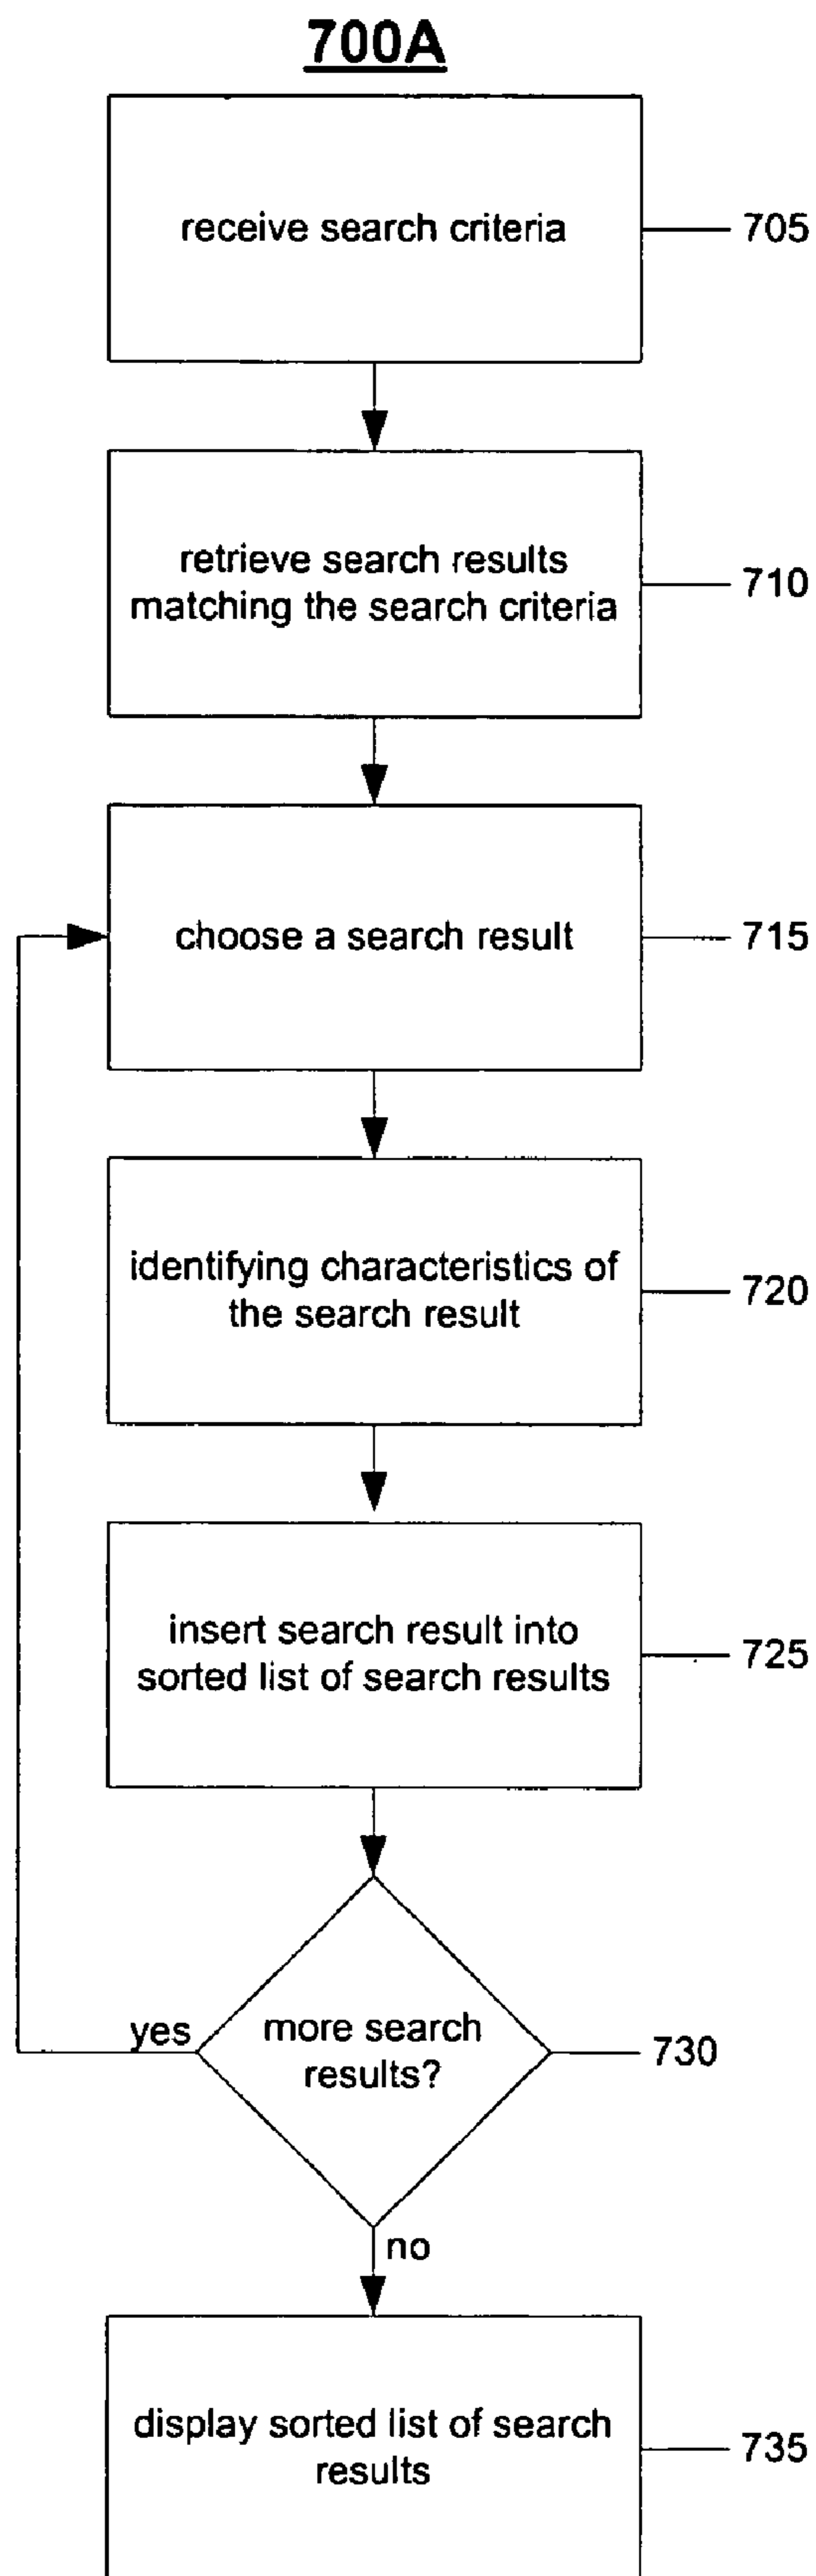 700A
receive search criteria
705
retrieve search results
matching the search criteria
710
choose a search result
715
identifying characteristics of
the search result
720
insert search result into
sorted list of search results
725
yes
more search
results?
730
no
display sorted list of search
results
735